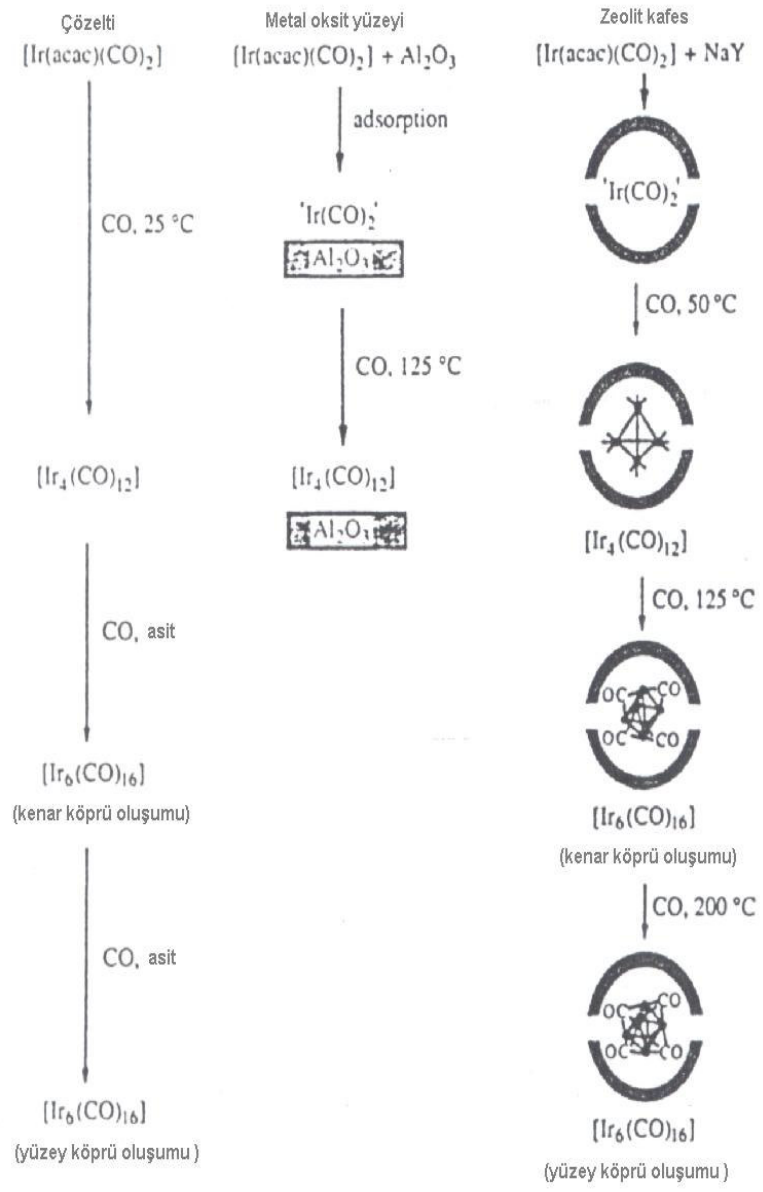 Çözelti
[Ir(acac)(CO)₂]
CO, 25 °C
[Ir₄(CO)₁₂]
CO, asit
[Ir₆(CO)₁₆]
(kenar köprü oluşumu)
CO, asit
[Ir₆(CO)₁₆]
(yüzey köprü oluşumu )
Metal oksit yüzeyi
[Ir(acac)(CO)₂] + Al₂O₃
adsorption
'Ir(CO)₂'
Al₂O₃
CO, 125 °C
[Ir₄(CO)₁₂]
Al₂O₃
Zeolit kafes
[Ir(acac)(CO)₂] + NaY
'Ir(CO)₂'
CO, 50 °C
[Ir₄(CO)₁₂]
CO, 125 °C
OC CO
OC CO
[Ir₆(CO)₁₆]
(kenar köprü oluşumu)
CO, 200 °C
OC CO
OC CO
[Ir₆(CO)₁₆]
(yüzey köprü oluşumu )